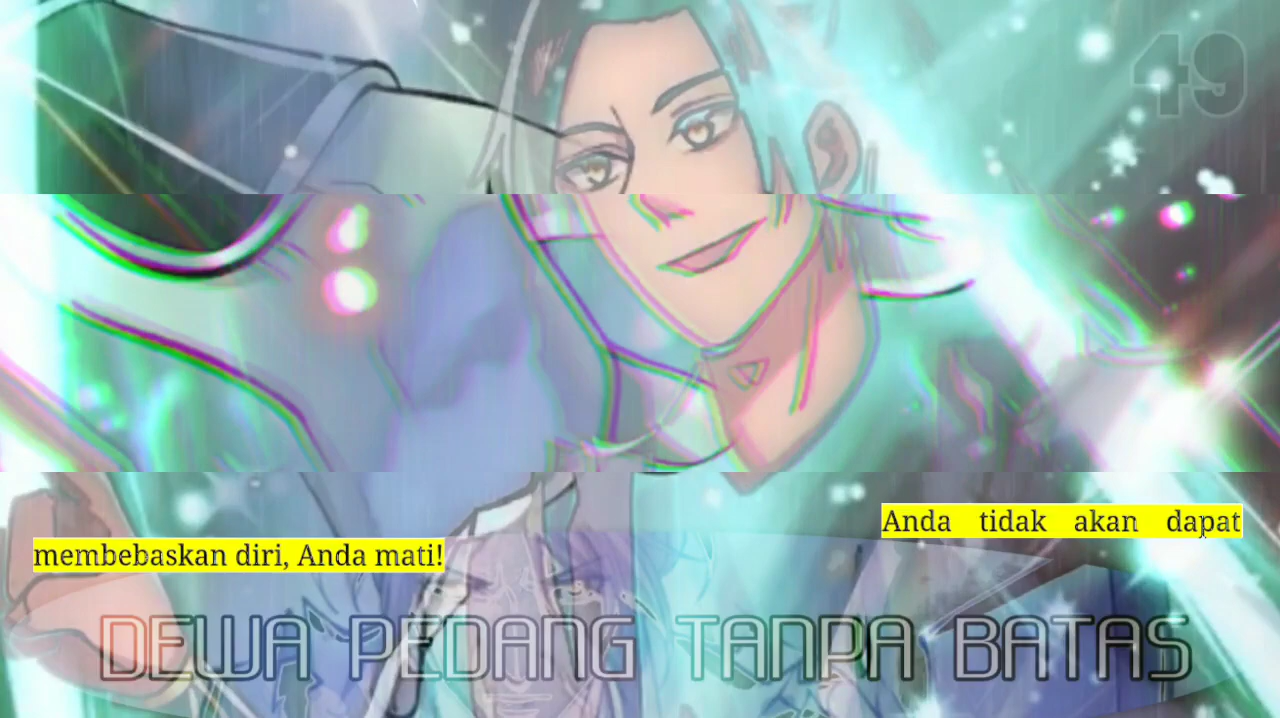 49
Anda tidak akan dapat
membebaskan diri, Anda mati!
DEWA PEDANG TANPA BATAS